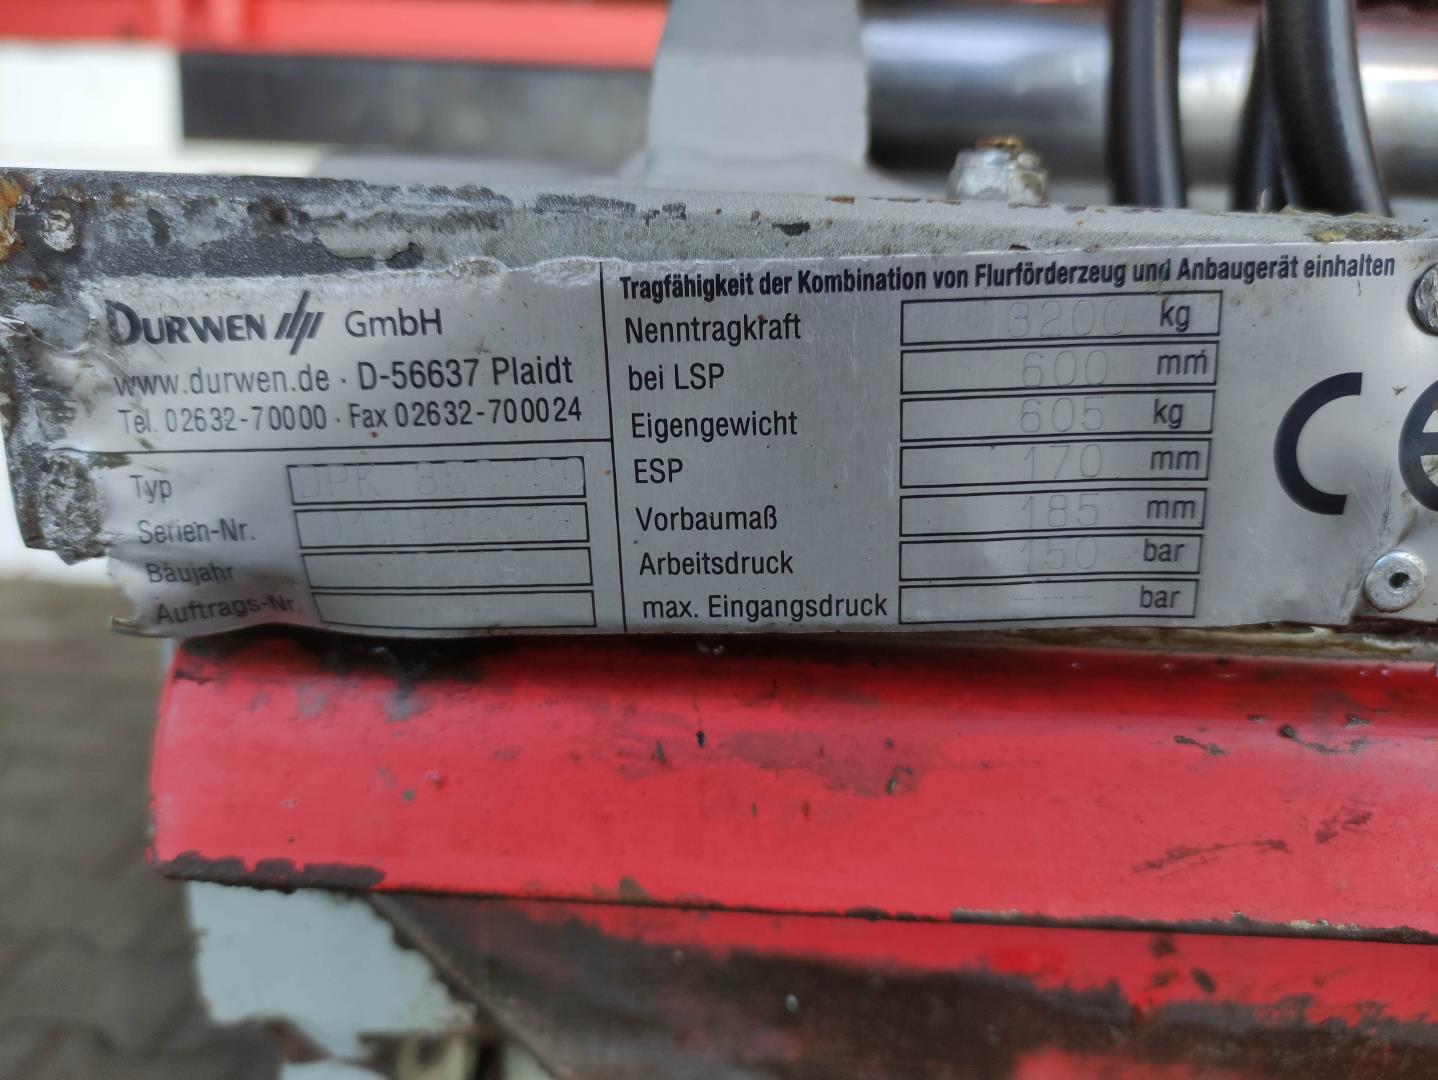 DURWEN GmbH
www.durwen.de · D-56637 Plaidt
Tel. 02632-70000 · Fax 02632-700024
Typ DPK
Serien-Nr.
Baujahr
Auftrags-Nr. ---
Tragfähigkeit der Kombination von Flurförderzeug und Anbaugerät einhalten
Nenntragkraft 3200 kg
bei LSP 600 mm
Eigengewicht 605 kg
ESP 170 mm
Vorbaumaß 185 mm
Arbeitsdruck 150 bar
max. Eingangsdruck --- bar
CE